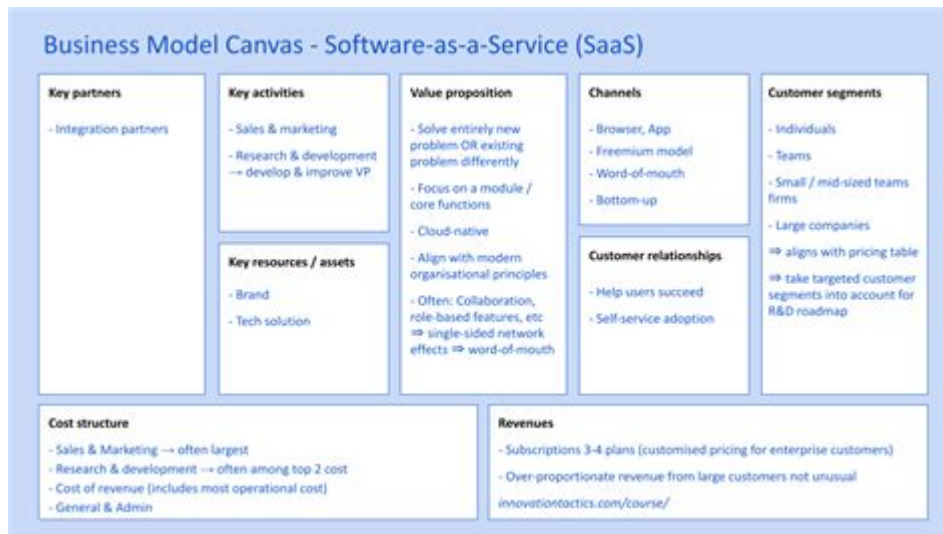 Business Model Canvas - Software-as-a-Service (SaaS)
Key partners
- Integration partners
Key activities
- Sales & marketing
- Research & development
→ develop & improve VP
Key resources / assets
- Brand
- Tech solution
Value proposition
- Solve entirely new
problem OR existing
problem differently
- Focus on a module /
core functions
- Cloud-native
- Align with modern
organisational principles
- Often: Collaboration,
role-based features, etc
⇒ single-sided network
effects ⇒ word-of-mouth
Channels
- Browser, App
- Freemium model
- Word-of-mouth
- Bottom-up
Customer relationships
- Help users succeed
- Self-service adoption
Customer segments
- Individuals
- Teams
- Small / mid-sized teams
firms
- Large companies
⇒ aligns with pricing table
⇒ take targeted customer
segments into account for
R&D roadmap
Cost structure
- Sales & Marketing → often largest
- Research & development → often among top 2 cost
- Cost of revenue (includes most operational cost)
- General & Admin
Revenues
- Subscriptions 3-4 plans (customised pricing for enterprise customers)
- Over-proportionate revenue from large customers not unusual
innovationtactics.com/course/